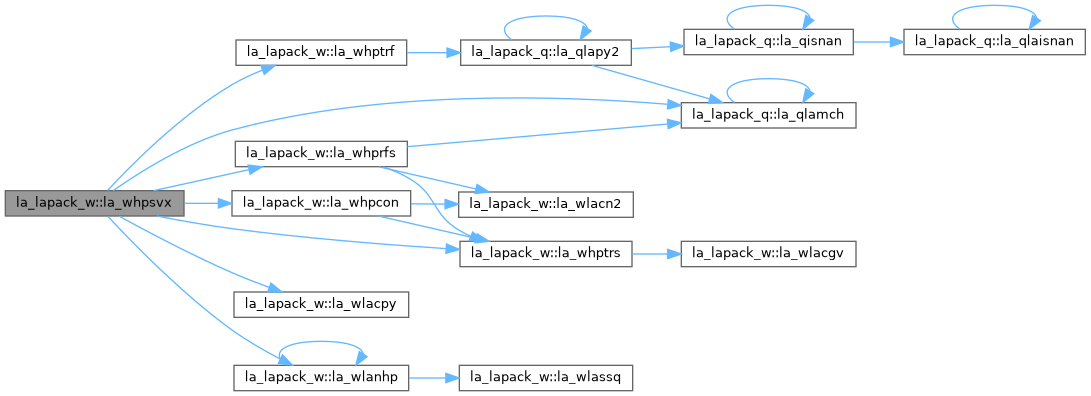 la_lapack_w::la_whpsvx
la_lapack_w::la_whptrf
la_lapack_q::la_qlapy2
la_lapack_q::la_qisnan
la_lapack_q::la_qlaisnan
la_lapack_q::la_qlamch
la_lapack_w::la_whprfs
la_lapack_w::la_whpcon
la_lapack_w::la_wlacn2
la_lapack_w::la_whptrs
la_lapack_w::la_wlacgv
la_lapack_w::la_wlacpy
la_lapack_w::la_wlanhp
la_lapack_w::la_wlassq